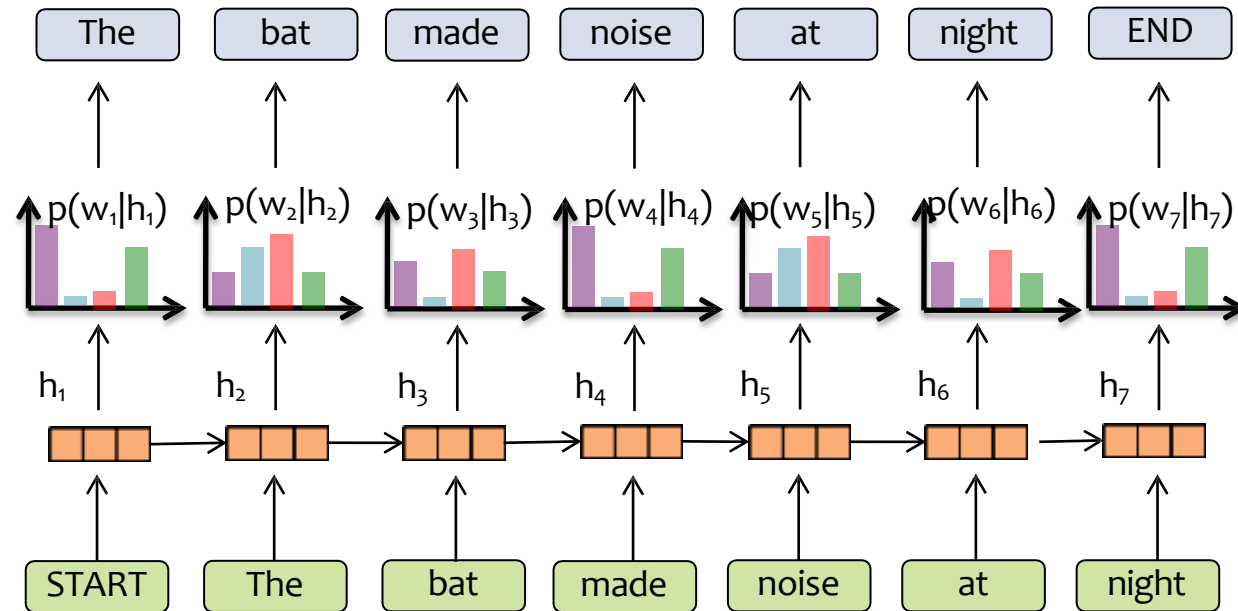 The bat made noise at night END
p(w₁|h₁) p(w₂|h₂) p(w₃|h₃) p(w₄|h₄) p(w₅|h₅) p(w₆|h₆) p(w₇|h₇)
h₁ h₂ h₃ h₄ h₅ h₆ h₇
START The bat made noise at night